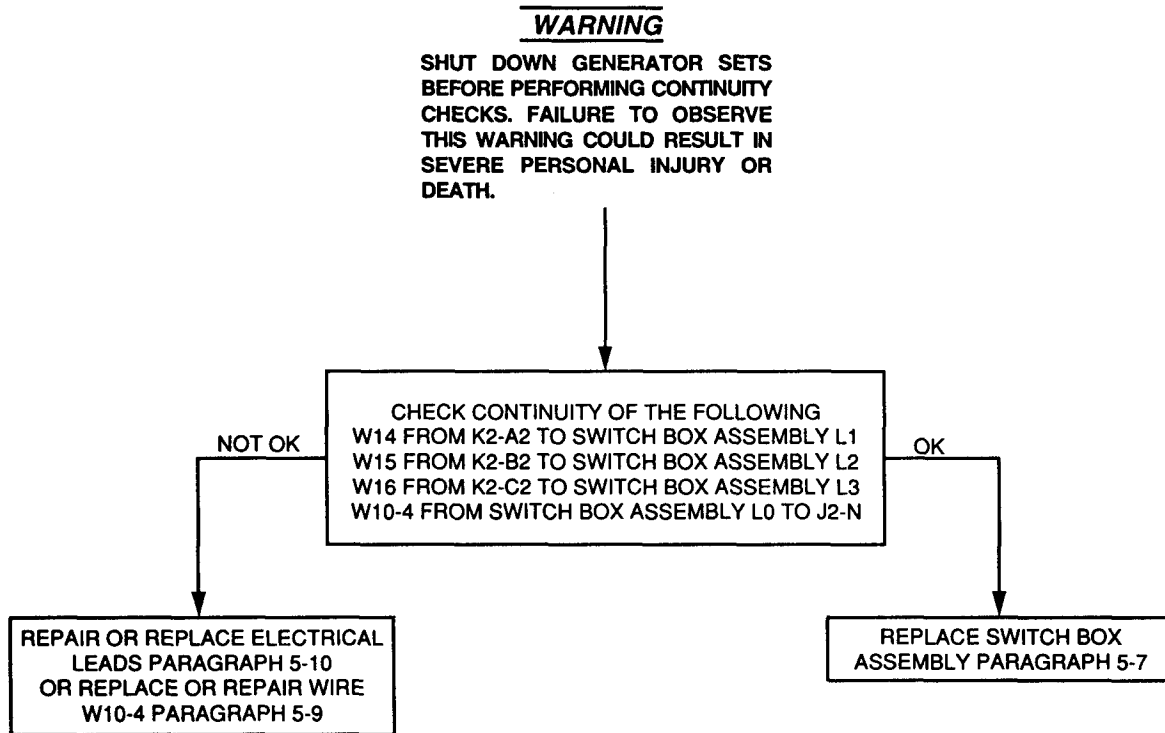 WARNING
SHUT DOWN GENERATOR SETS
BEFORE PERFORMING CONTINUITY
CHECKS. FAILURE TO OBSERVE
THIS WARNING COULD RESULT IN
SEVERE PERSONAL INJURY OR
DEATH.
CHECK CONTINUITY OF THE FOLLOWING
W14 FROM K2-A2 TO SWITCH BOX ASSEMBLY L1
W15 FROM K2-B2 TO SWITCH BOX ASSEMBLY L2
W16 FROM K2-C2 TO SWITCH BOX ASSEMBLY L3
W10-4 FROM SWITCH BOX ASSEMBLY L0 TO J2-N
NOT OK
OK
REPAIR OR REPLACE ELECTRICAL
LEADS PARAGRAPH 5-10
OR REPLACE OR REPAIR WIRE
W10-4 PARAGRAPH 5-9
REPLACE SWITCH BOX
ASSEMBLY PARAGRAPH 5-7